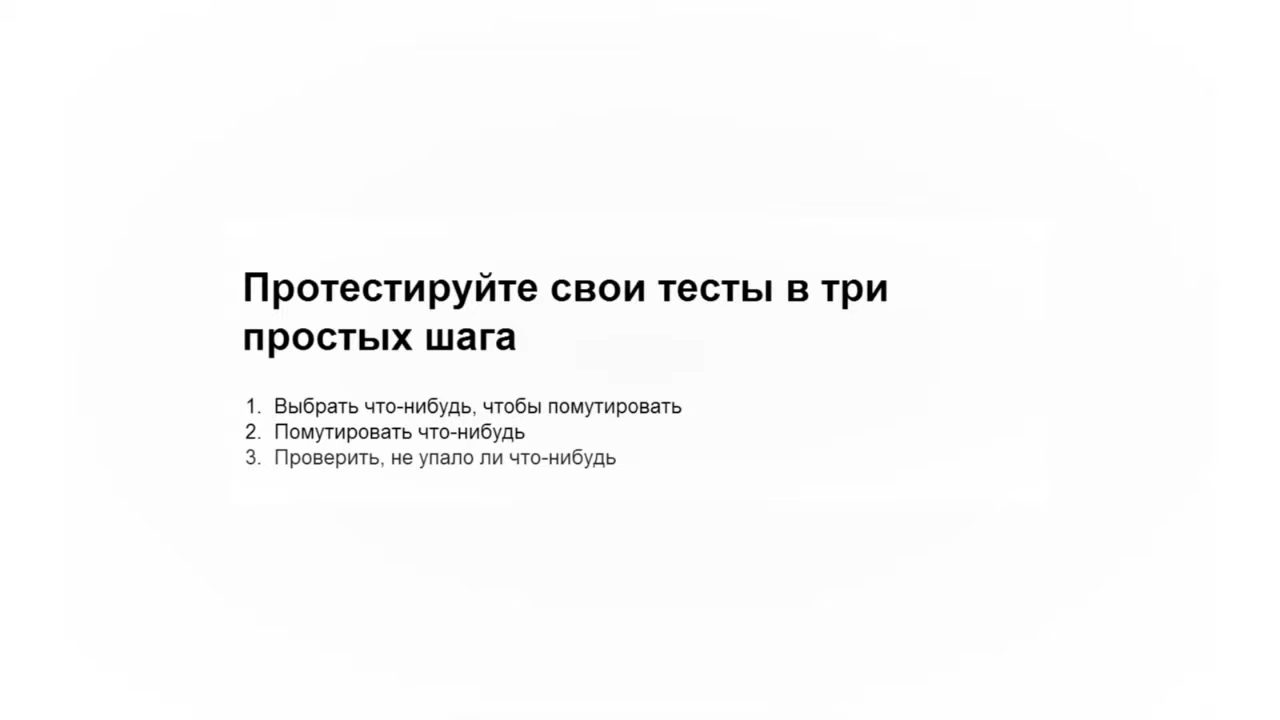 Протестируйте свои тесты в три
простых шага
1. Выбрать что-нибудь, чтобы помутировать
2. Помутировать что-нибудь
3. Проверить, не упало ли что-нибудь